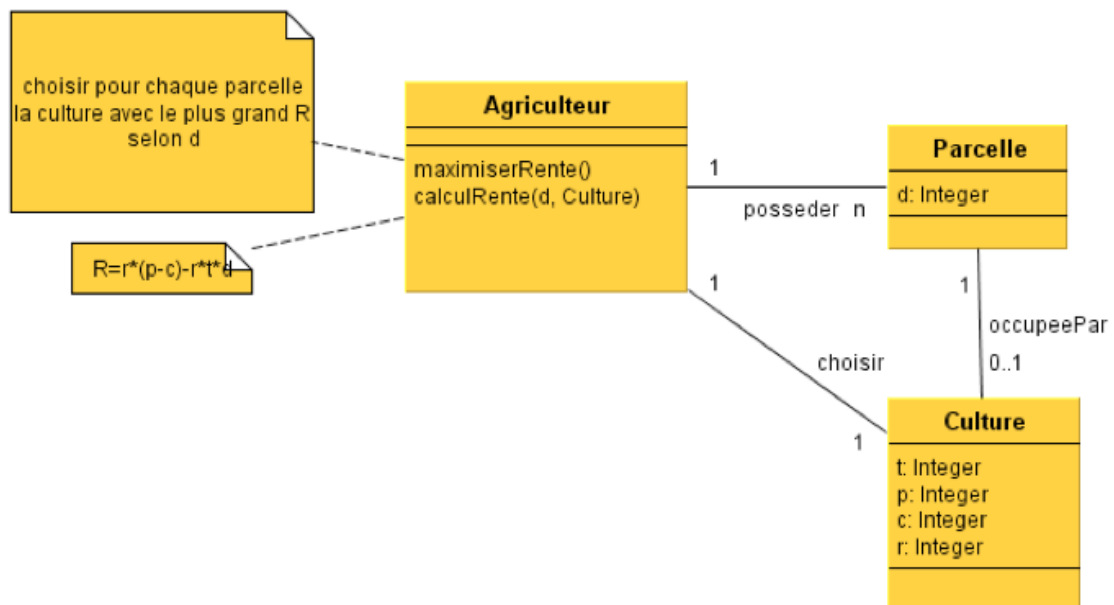 choisir pour chaque parcelle
la culture avec le plus grand R
selon d
R=r*(p-c)-r*t*d
Agriculteur
maximiserRente()
calculRente(d, Culture)
1
posseder n
Parcelle
d: Integer
1
choisir
1
1
occupeePar
0..1
Culture
t: Integer
p: Integer
c: Integer
r: Integer